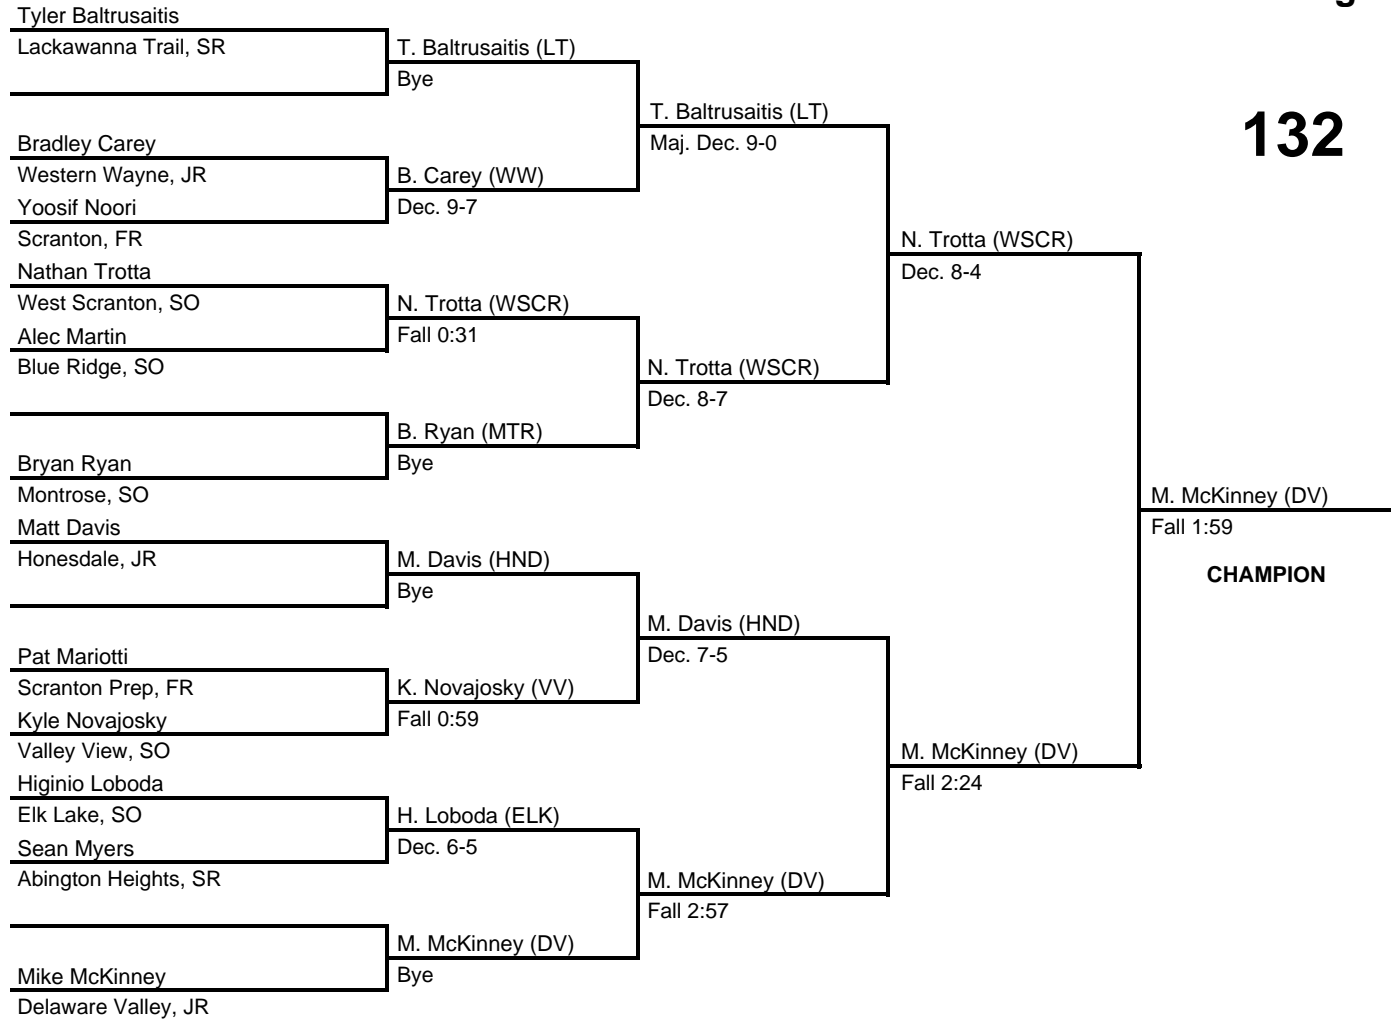 Tyler Baltrusaitis
Lackawanna Trail, SR
Bradley Carey
Western Wayne, JR
Yoosif Noori
Scranton, FR
Nathan Trotta
West Scranton, SO
Alec Martin
Blue Ridge, SO
Bryan Ryan
Montrose, SO
Matt Davis
Honesdale, JR
Pat Mariotti
Scranton Prep, FR
Kyle Novajosky
Valley View, SO
Higinio Loboda
Elk Lake, SO
Sean Myers
Abington Heights, SR
Mike McKinney
Delaware Valley, JR
T. Baltrusaitis (LT)
Bye
B. Carey (WW)
Dec. 9-7
N. Trotta (WSCR)
Fall 0:31
B. Ryan (MTR)
Bye
M. Davis (HND)
Bye
K. Novajosky (VV)
Fall 0:59
H. Loboda (ELK)
Dec. 6-5
M. McKinney (DV)
Bye
T. Baltrusaitis (LT)
Maj. Dec. 9-0
N. Trotta (WSCR)
Dec. 8-7
M. Davis (HND)
Dec. 7-5
M. McKinney (DV)
Fall 2:57
N. Trotta (WSCR)
Dec. 8-4
M. McKinney (DV)
Fall 2:24
132
M. McKinney (DV)
Fall 1:59
CHAMPION